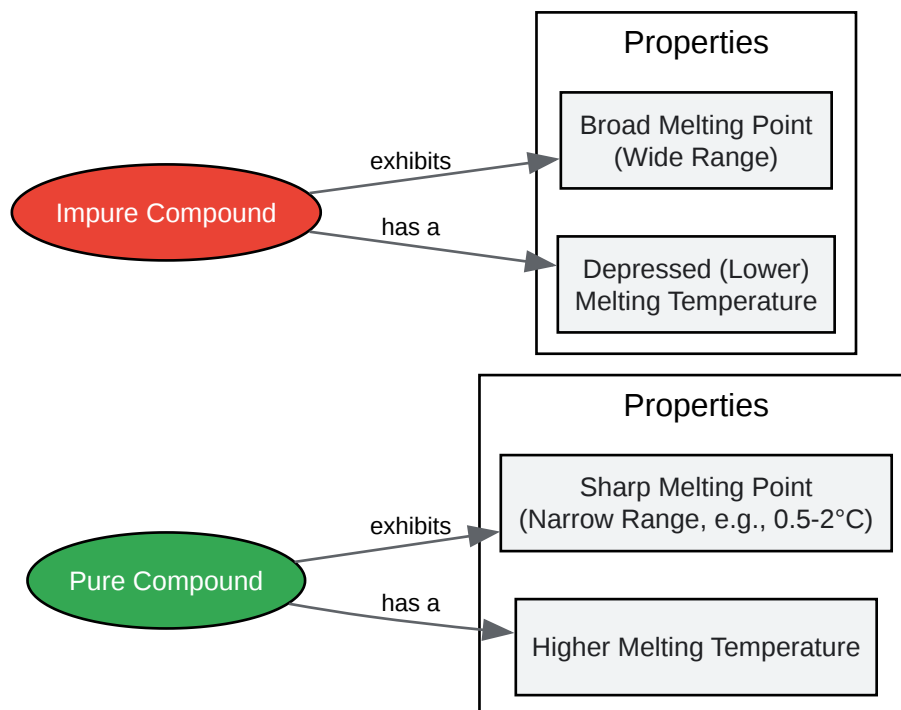 Properties
Broad Melting Point
(Wide Range)
exhibits
Impure Compound
has a
Depressed (Lower)
Melting Temperature
Properties
Sharp Melting Point
(Narrow Range, e.g., 0.5-2°C)
exhibits
Pure Compound
has a
Higher Melting Temperature